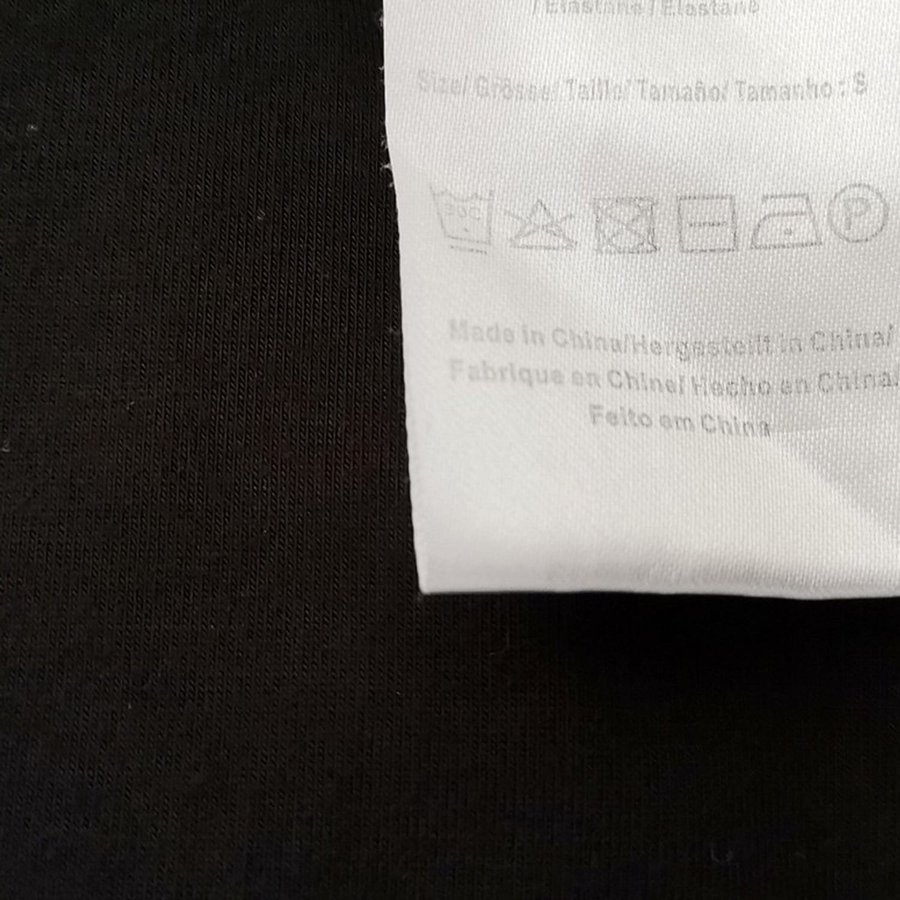 /Elastane/Elastane
Size/Grösse/Taille/Tamaño/Tamanho : S
30C
P
Made in China/Hergestellt in China/
Fabrique en Chine/Hecho en China/
Feito em China